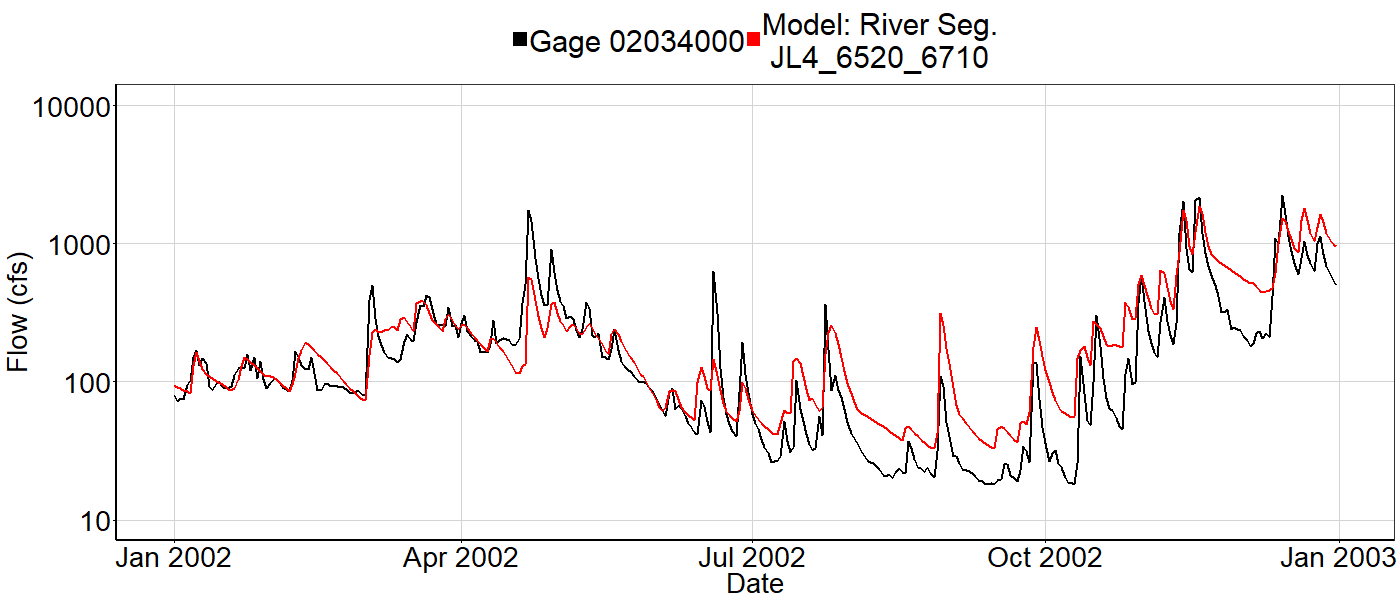 Gage 02034000
Model: River Seg.
JL4_6520_6710
Flow (cfs)
10000
1000
100
10
Jan 2002
Apr 2002
Jul 2002
Oct 2002
Jan 2003
Date